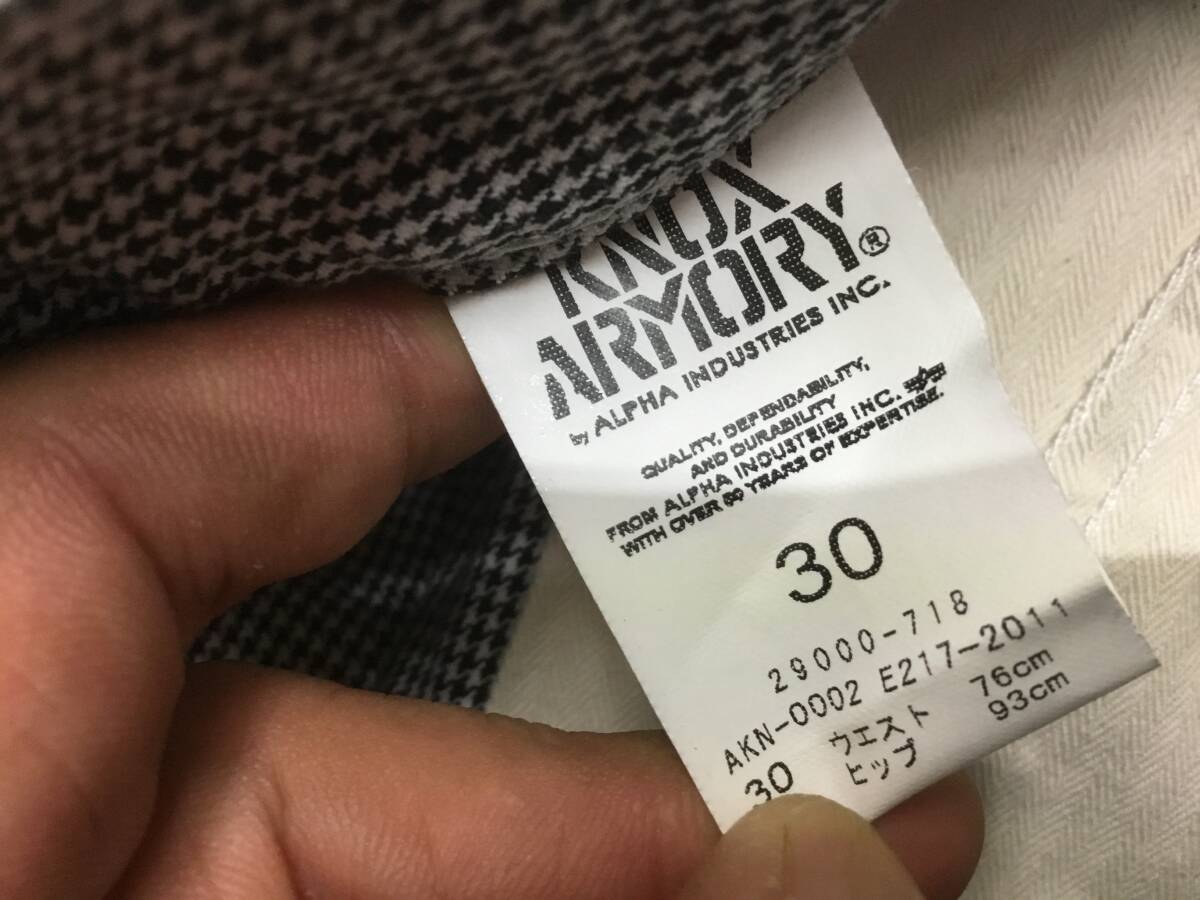 KNOX
ARMORY®
by ALPHA INDUSTRIES INC.
QUALITY, DEPENDABILITY,
AND DURABILITY
FROM ALPHA INDUSTRIES INC.
WITH OVER 50 YEARS OF EXPERTISE.
30
29000-718
AKN-0002 E217-2011
30 ウエスト 76cm
ヒップ 93cm